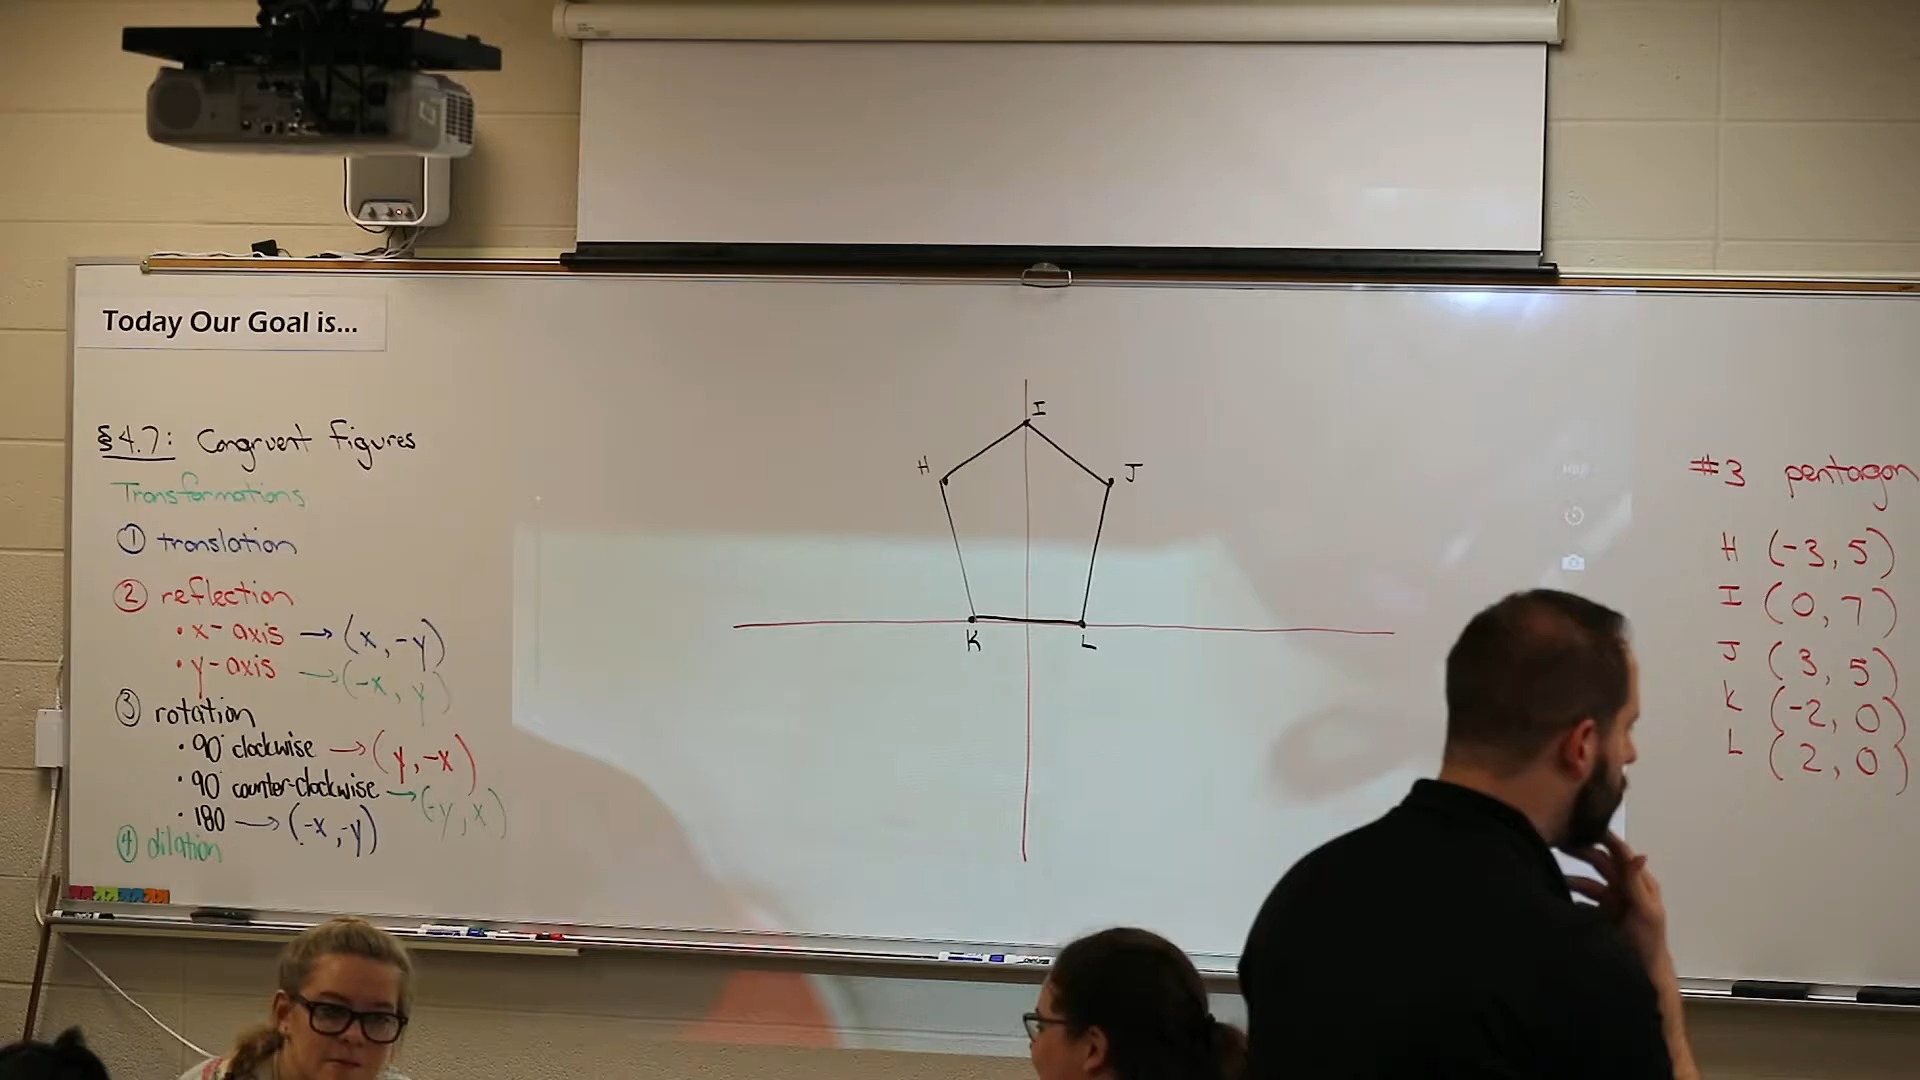 Today Our Goal is...
§4.7: Congruent figures
Transformations
① translation
② reflection
• x-axis → (x, -y)
• y-axis → (-x, y)
③ rotation
• 90° clockwise → (y, -x)
• 90° counter-clockwise → (-y, x)
• 180 → (-x, -y)
④ dilation
I
H
J
K
L
#3 pentagon
H (-3, 5)
I (0, 7)
J (3, 5)
K (-2, 0)
L (2, 0)